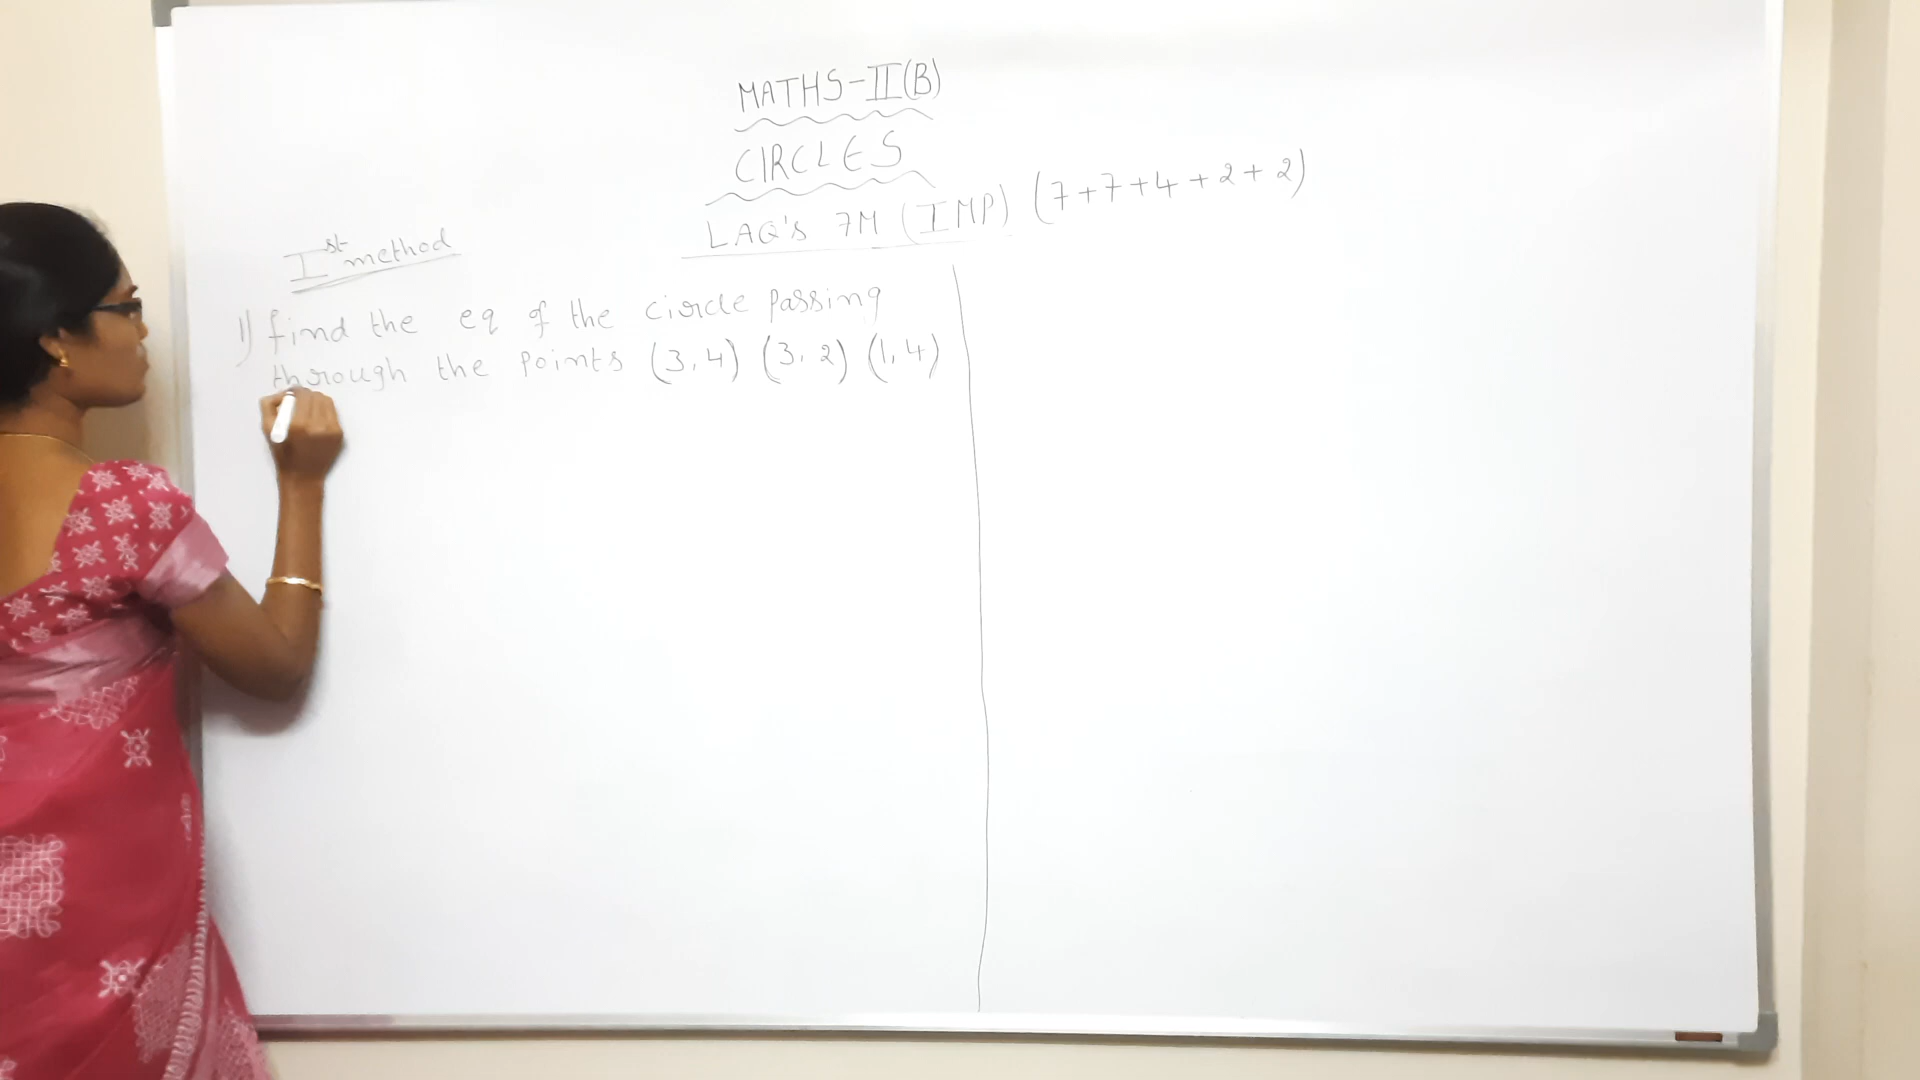 MATHS-II(B)
CIRCLES
LAQ's 7M (IMP) (7+7+4+2+2)
Ist method
1) find the eq of the circle passing
through the points (3,4) (3,2) (1,4)